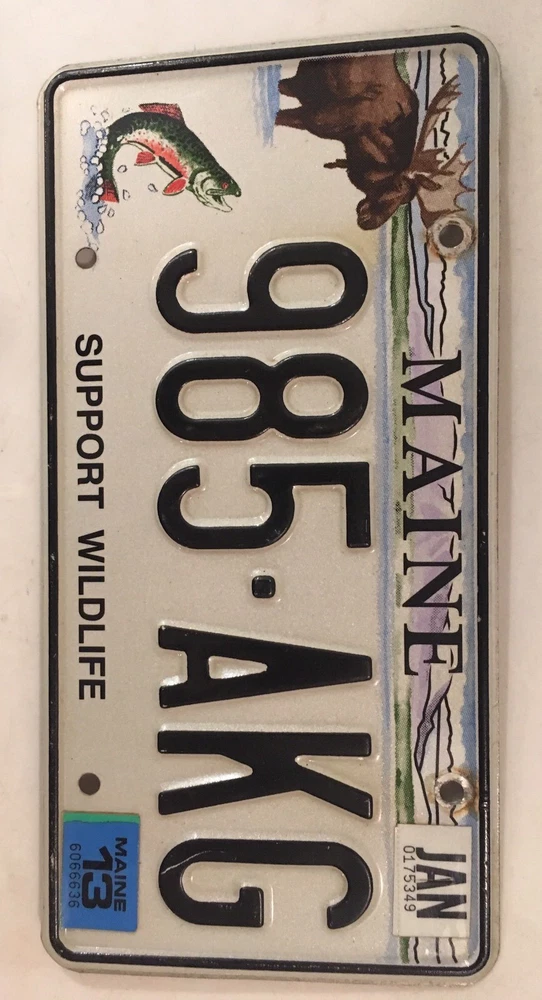 MAINE
JAN
0175349
985·AKG
SUPPORT WILDLIFE
MAINE
13
6066636